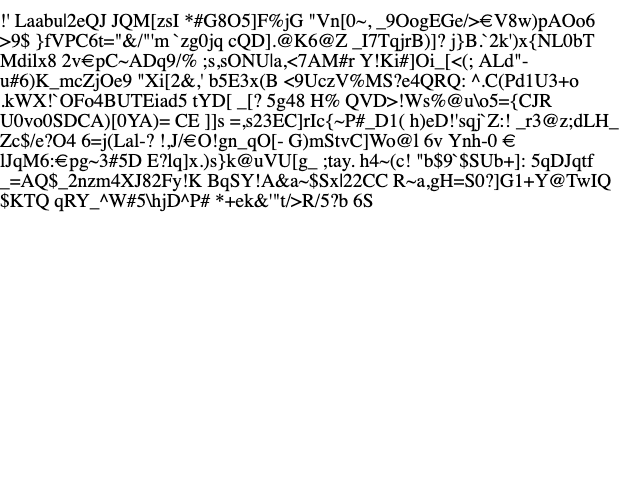 !' Laabu|2eQJ JQM[zsI *#G8O5]F%jG "Vn[0~, _9OogEGe/>€V8w)pAOo6
>9$ }fVPC6t="&/"'m`zg0jq cQD].@K6@Z _I7TqjrB)]? j}B.`2k')x{NL0bT
Mdilx8 2v€pC~ADq9/% ;s,sONU|a,<7AM#r Y!Ki#]Oi_[<(; ALd"-
u#6)K_mcZjOe9 "Xi[2&,' b5E3x(B <9UczV%MS?e4QRQ: ^.C(Pd1U3+o
.kWX!`OFo4BUTEiad5 tYD[ _[? 5g48 H% QVD>!Ws%@u\o5={CJR
U0vo0SDCA)[0YA)= CE ]]s =,s23EC]rIc{~P#_D1( h)eD!'sqj`Z:! _r3@z;dLH_
Zc$/e?O4 6=j(Lal-? !,J/€O!gn_qO[- G)mStvC]Wo@l 6v Ynh-0 €
lJqM6:€pg~3#5D E?lq]x.)s}k@uVU[g_ ;tay. h4~(c! "b$9`$SUb+]: 5qDJqtf
_=AQ$_2nzm4XJ82Fy!K BqSY!A&a~$Sx|22CC R~a,gH=S0?]G1+Y@TwIQ
$KTQ qRY_^W#5\hjD^P# *+ek&'"t/>R/5?b 6S